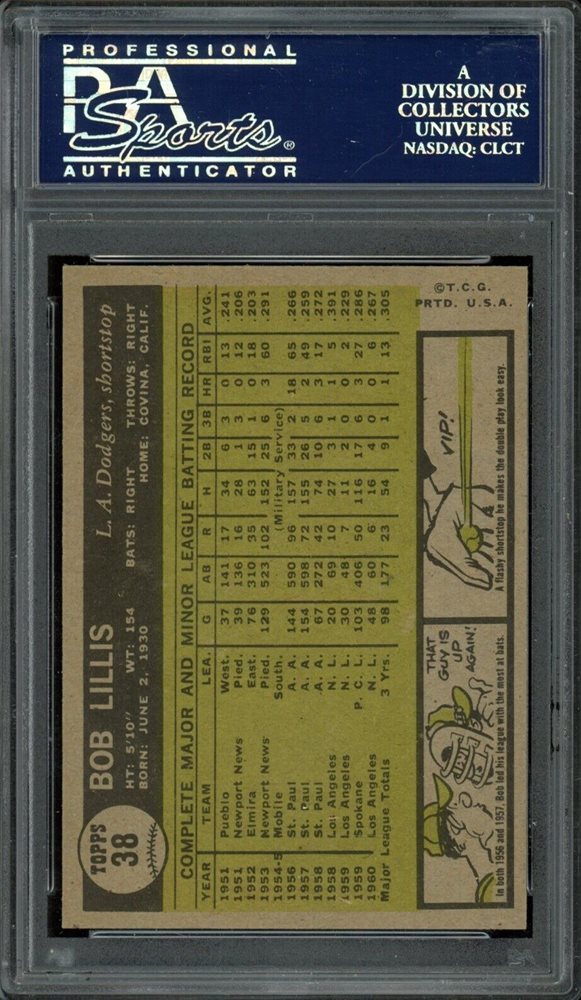 PROFESSIONAL
PSA
Sports®
AUTHENTICATOR
A
DIVISION OF
COLLECTORS
UNIVERSE
NASDAQ: CLCT
TOPPS
38
BOB LILLIS
L. A. Dodgers, shortstop
HT: 5'10" WT: 154 BATS: RIGHT THROWS: RIGHT
BORN: JUNE 2, 1930 HOME: COVINA, CALIF.
COMPLETE MAJOR AND MINOR LEAGUE BATTING RECORD
YEAR TEAM LEA. G AB R H 2B 3B HR RBI AVG.
1951 Pueblo West. 37 141 17 34 6 3 0 13 .241
1951 Newport News Pied. 39 136 16 28 1 0 0 12 .206
1952 Elmira East. 76 310 35 63 15 1 0 18 .203
1953 Newport News Pied. 129 523 102 152 25 6 3 60 .291
1954-5 Mobile South. (Military Service)
1956 St. Paul A. A. 144 590 96 157 33 2 18 65 .266
1957 St. Paul A. A. 154 598 72 155 26 5 2 49 .259
1958 St. Paul A. A. 67 272 42 74 10 6 3 17 .272
1958 Los Angeles N. L. 20 69 10 27 3 1 1 5 .391
1959 Los Angeles N. L. 30 48 7 11 2 0 0 2 .229
1959 Spokane P. C. L. 103 406 50 116 17 6 3 27 .286
1960 Los Angeles N. L. 48 60 6 16 4 0 0 6 .267
Major League Totals 3 Yrs. 98 177 23 54 9 1 1 13 .305
THAT
GUY IS
UP
AGAIN!
In both 1956 and 1957, Bob led his league with the most at bats.
VIP!
A flashy shortstop he makes the double play look easy.
©T.C.G.
PRTD. U.S.A.